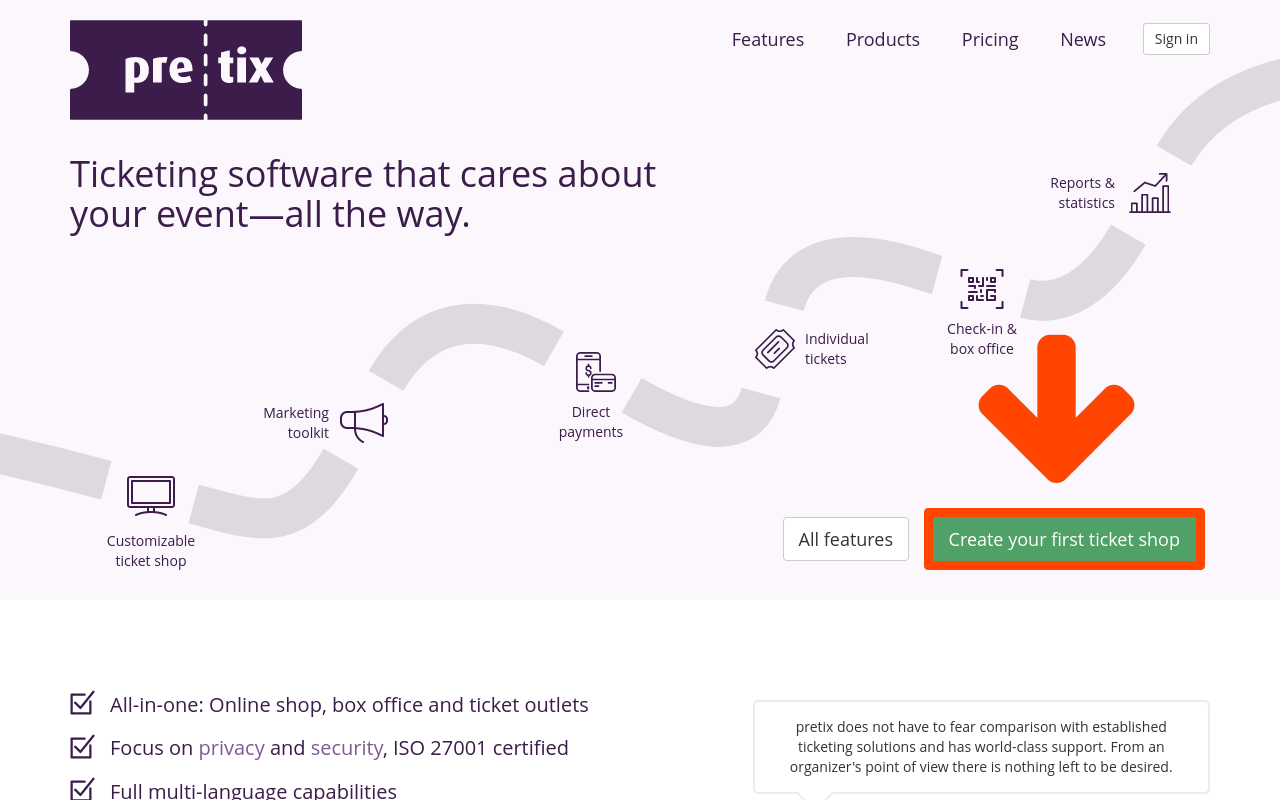 pretix
Features
Products
Pricing
News
Sign in
Ticketing software that cares about
your event—all the way.
Reports &
statistics
Check-in &
box office
Individual
tickets
Direct
payments
Marketing
toolkit
Customizable
ticket shop
All features
Create your first ticket shop
All-in-one: Online shop, box office and ticket outlets
Focus on privacy and security, ISO 27001 certified
Full multi-language capabilities
pretix does not have to fear comparison with established
ticketing solutions and has world-class support. From an
organizer's point of view there is nothing left to be desired.